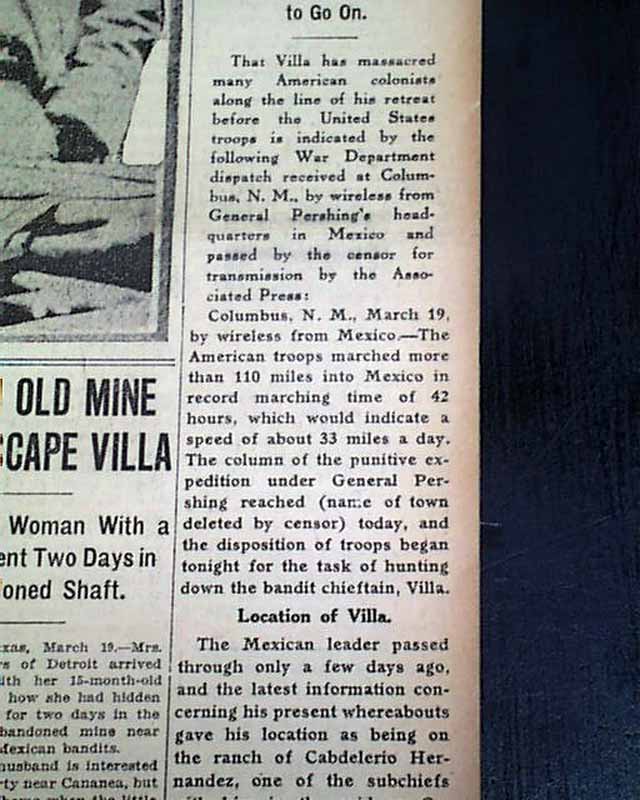 to Go On.
That Villa has massacred
many American colonists
along the line of his retreat
before the United States
troops is indicated by the
following War Department
dispatch received at Colum-
bus, N. M., by wireless from
General Pershing's head-
quarters in Mexico and
passed by the censor for
transmission by the Asso-
ciated Press:
Columbus, N. M., March 19,
by wireless from Mexico.—The
American troops marched more
than 110 miles into Mexico in
record marching time of 42
hours, which would indicate a
speed of about 33 miles a day.
The column of the punitive ex-
pedition under General Per-
shing reached (name of town
deleted by censor) today, and
the disposition of troops began
tonight for the task of hunting
down the bandit chieftain, Villa.
Location of Villa.
The Mexican leader passed
through only a few days ago,
and the latest information con-
cerning his present whereabouts
gave his location as being on
the ranch of Cabdelerio Her-
nandez, one of the subchiefs
OLD MINE
CAPE VILLA
Woman With a
ent Two Days in
oned Shaft.
xas, March 19.—Mrs.
rs of Detroit arrived
ith her 15-month-old
how she had hidden
for two days in the
bandoned mine near
Mexican bandits.
husband is interested
rty near Cananea, but